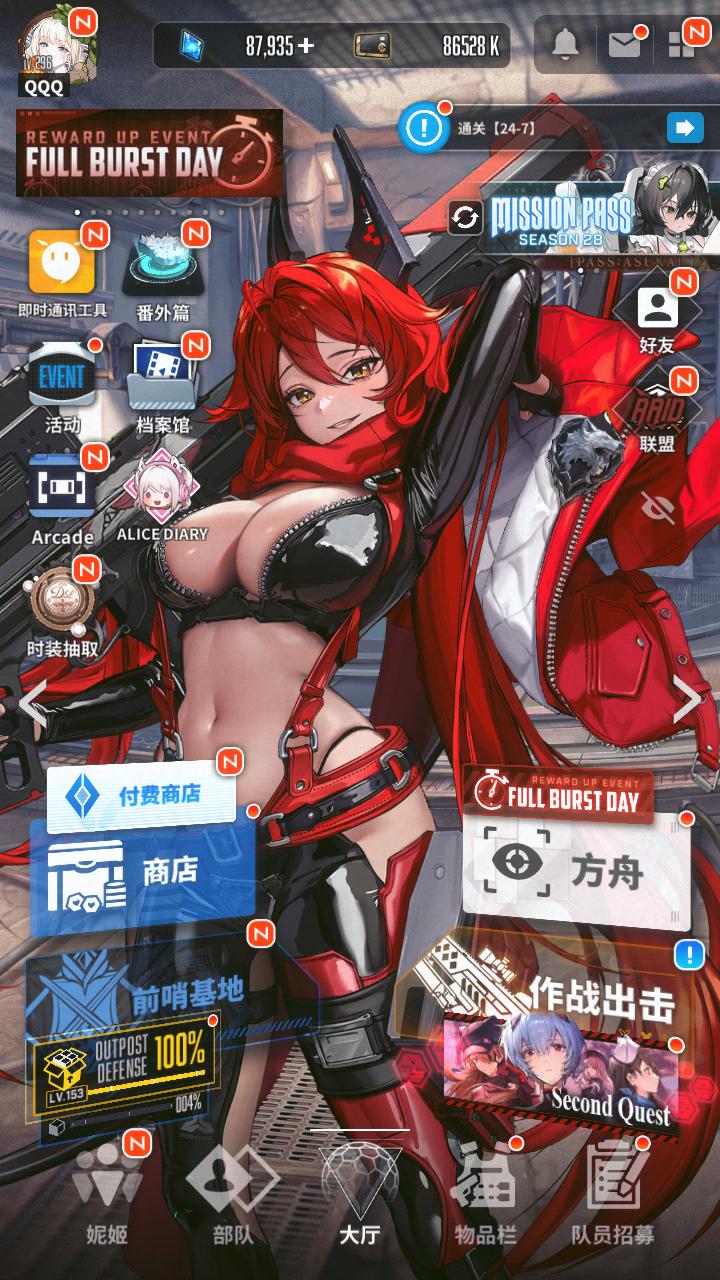 LV.296
QQQ
87,935
86528 K
REWARD UP EVENT
FULL BURST DAY
通关【24-7】
MISSION PASS
SEASON 28
即时通讯工具
番外篇
好友
EVENT
活动
档案馆
RAID
联盟
Arcade
ALICE DIARY
时装抽取
付费商店
商店
REWARD UP EVENT
FULL BURST DAY
方舟
前哨基地
作战出击
OUTPOST
DEFENSE
100%
LV.153
004%
Second Quest
妮姬
部队
大厅
物品栏
队员招募